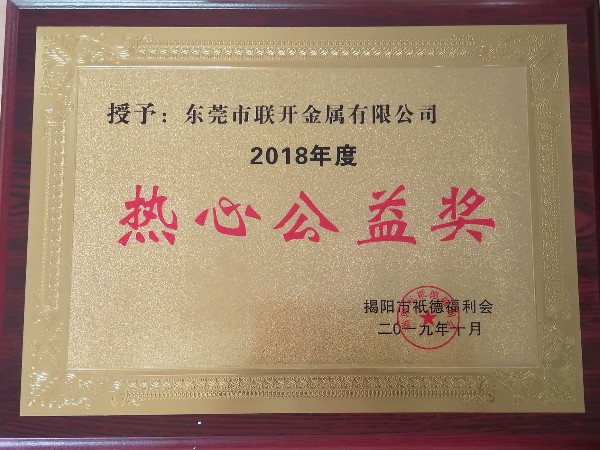 授予：东莞市联开金属有限公司
2018年度
热心公益奖
揭阳市祇德福利会
二〇一九年十月